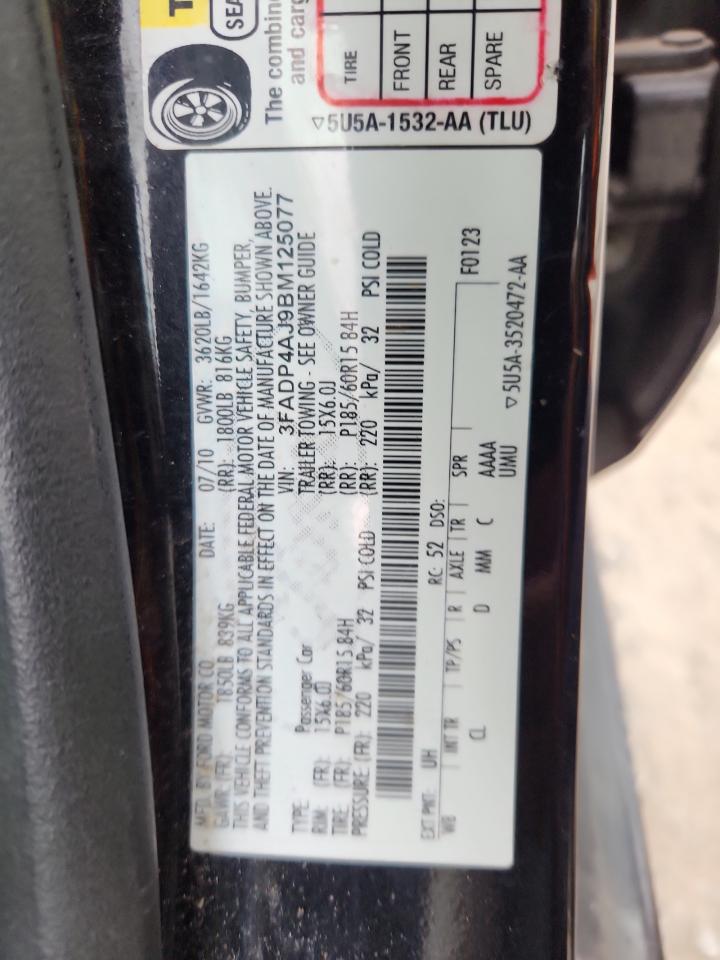 T
SEA
The combine
and carg
TIRE
FRONT
REAR
SPARE
▽5U5A-1532-AA (TLU)
MFD. BY FORD MOTOR CO.
DATE: 07/10 GVWR: 3620LB/1642KG
GAWR (FR): 1850LB 839KG (RR): 1800LB 816KG
THIS VEHICLE CONFORMS TO ALL APPLICABLE FEDERAL MOTOR VEHICLE SAFETY, BUMPER,
AND THEFT PREVENTION STANDARDS IN EFFECT ON THE DATE OF MANUFACTURE SHOWN ABOVE.
VIN: 3FADP4AJ9BM125077
TYPE: Passenger Car TRAILER TOWING - SEE OWNER GUIDE
RIM: (FR): 15X6.0J (RR): 15X6.0J
TIRE: (FR): P185/60R15 84H (RR): P185/60R15 84H
PRESSURE: (FR): 220 kPa/ 32 PSI COLD (RR): 220 kPa/ 32 PSI COLD
EXT PNT: UH RC: 52 DSO: F0123
WB INT TR TP/PS R AXLE TR SPR
CL D MM C AAAA
UMU
▽5U5A-3520472-AA